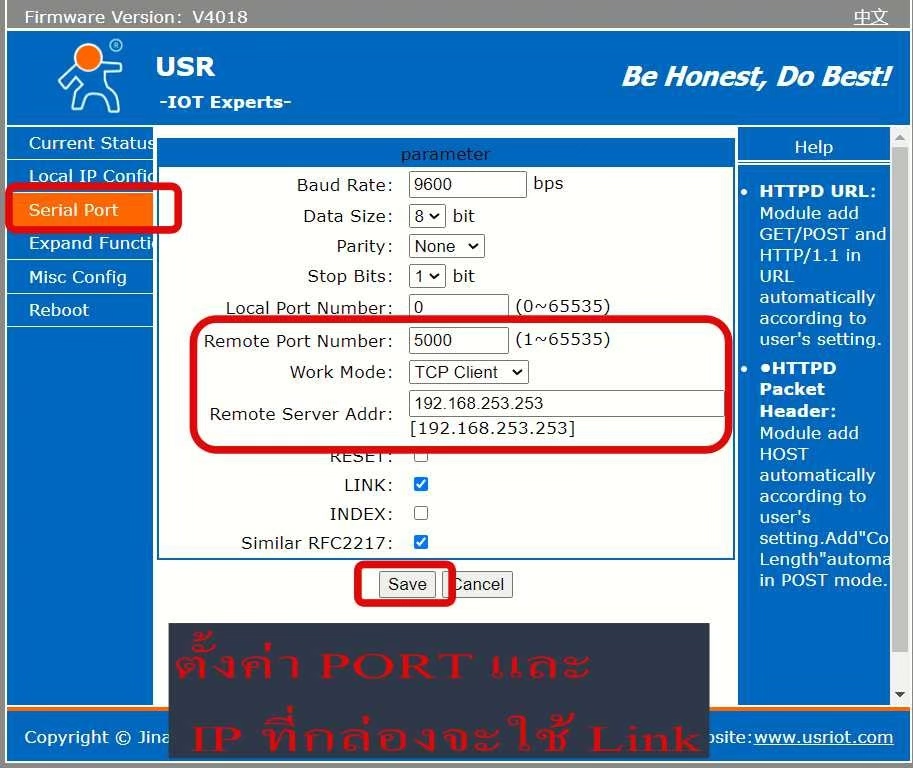 Firmware Version: V4018
中文
®
USR
-IOT Experts-
Be Honest, Do Best!
Current Status
Local IP Config
Serial Port
Expand Functi
Misc Config
Reboot
parameter
Baud Rate: 9600 bps
Data Size: 8 bit
Parity: None
Stop Bits: 1 bit
Local Port Number: 0 (0~65535)
Remote Port Number: 5000 (1~65535)
Work Mode: TCP Client
Remote Server Addr: 192.168.253.253
[192.168.253.253]
RESET:
LINK:
INDEX:
Similar RFC2217:
Save Cancel
Help
HTTPD URL:
Module add
GET/POST and
HTTP/1.1 in
URL
automatically
according to
user's setting.
●HTTPD
Packet
Header:
Module add
HOST
automatically
according to
user's
setting.Add"Co
Length"automa
in POST mode.
ตั้งค่า PORT และ
IP ที่กล่องจะใช้ Link
Copyright © Jina
site:www.usriot.com